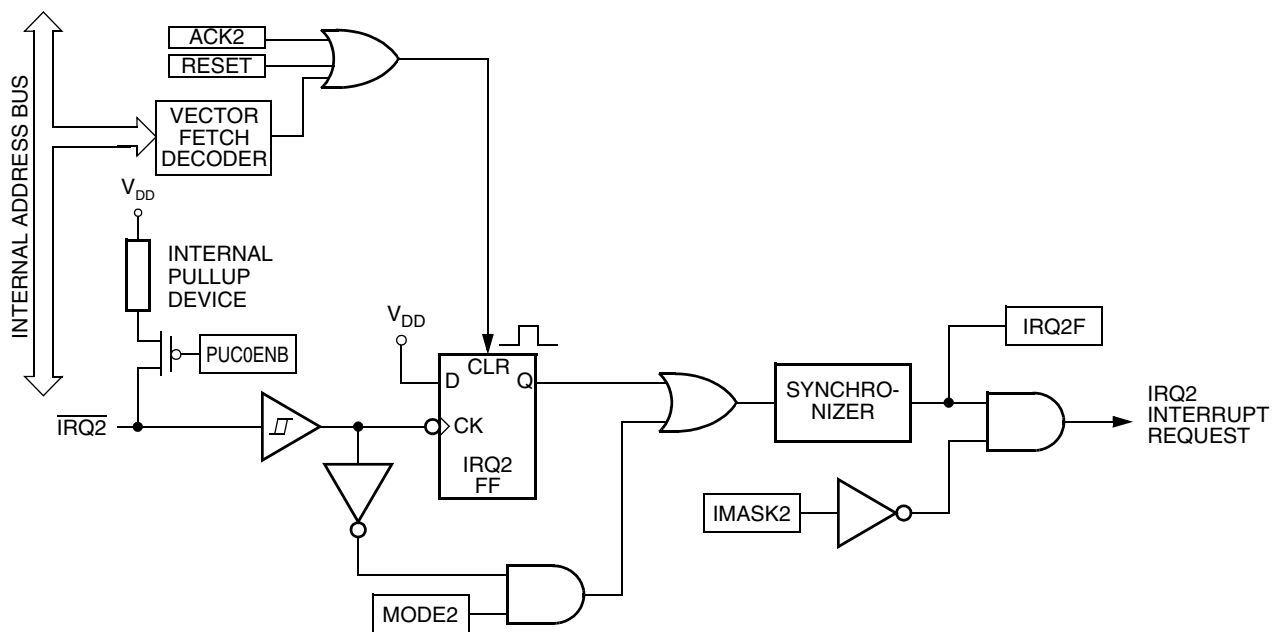 INTERNAL ADDRESS BUS
ACK2
RESET
VECTOR
FETCH
DECODER
VDD
INTERNAL
PULLUP
DEVICE
PUC0ENB
IRQ2
VDD
D
CLR
Q
CK
IRQ2
FF
MODE2
SYNCHRO-
NIZER
IRQ2F
IMASK2
IRQ2
INTERRUPT
REQUEST